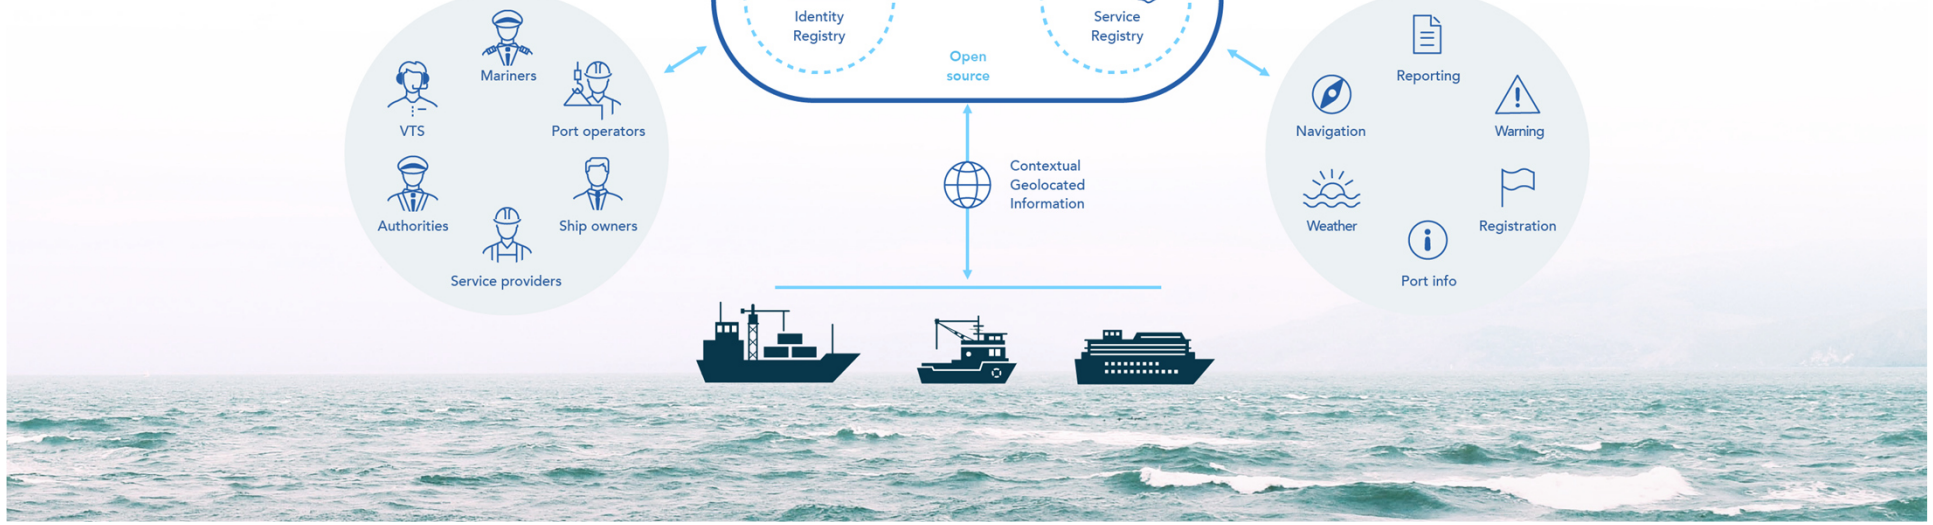 Identity
Registry
Service
Registry
Open
source
Mariners
VTS
Port operators
Authorities
Ship owners
Service providers
Contextual
Geolocated
Information
Reporting
Navigation
Warning
Weather
Registration
Port info